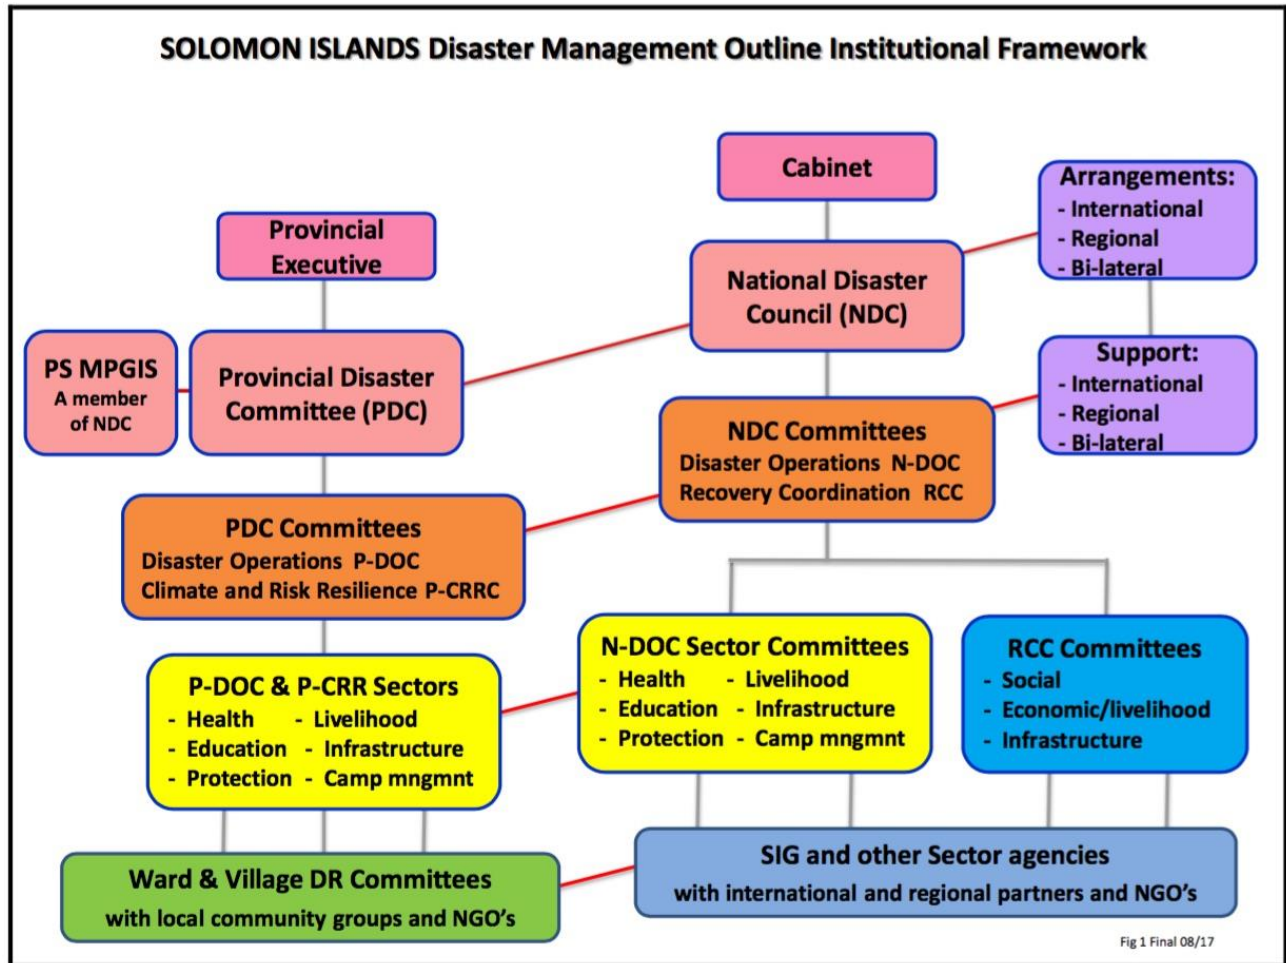 SOLOMON ISLANDS Disaster Management Outline Institutional Framework
Cabinet
Arrangements:
- International
- Regional
- Bi-lateral
Provincial
Executive
National Disaster
Council (NDC)
PS MPGIS
A member
of NDC
Provincial Disaster
Committee (PDC)
Support:
- International
- Regional
- Bi-lateral
NDC Committees
Disaster Operations N-DOC
Recovery Coordination RCC
PDC Committees
Disaster Operations P-DOC
Climate and Risk Resilience P-CRRC
N-DOC Sector Committees
- Health - Livelihood
- Education - Infrastructure
- Protection - Camp mngmnt
RCC Committees
- Social
- Economic/livelihood
- Infrastructure
P-DOC & P-CRR Sectors
- Health - Livelihood
- Education - Infrastructure
- Protection - Camp mngmnt
SIG and other Sector agencies
with international and regional partners and NGO's
Ward & Village DR Committees
with local community groups and NGO's
Fig 1 Final 08/17